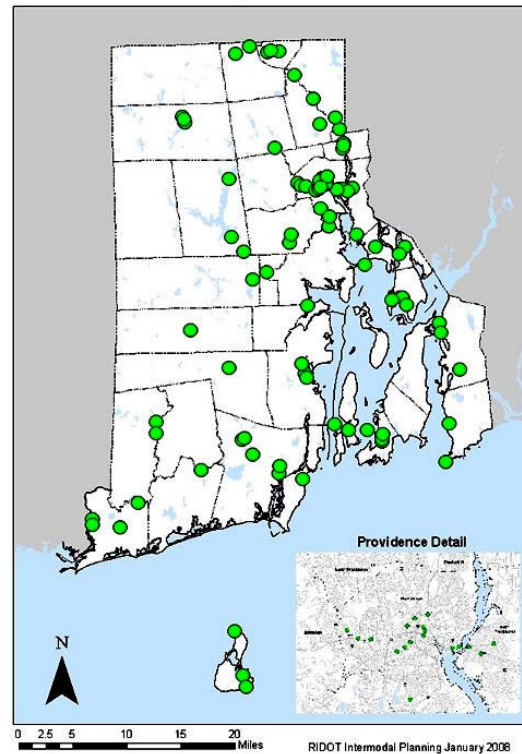 Providence Detail
N
0 2.5 5 10 15 20
Miles
RIDOT Intermodal Planning January 2008